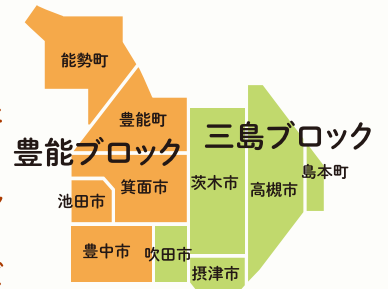 能勢町
豊能町
豊能ブロック
三島ブロック
箕面市
池田市
茨木市
高槻市
島本町
豊中市
吹田市
摂津市